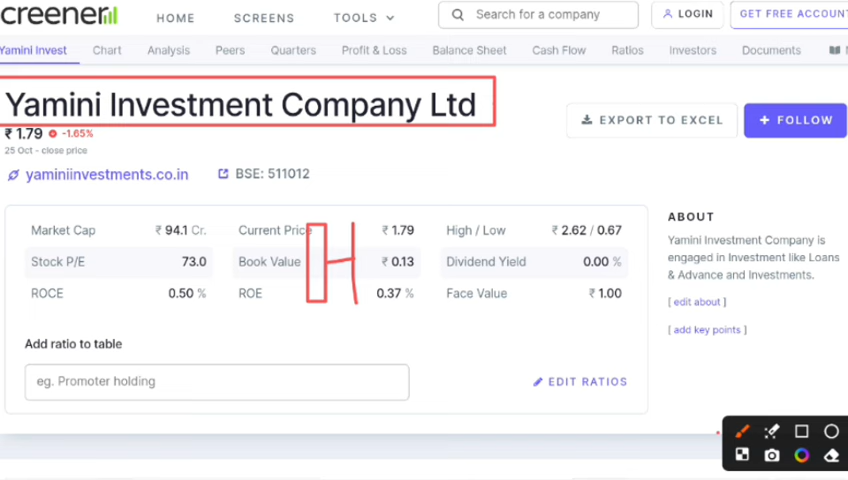 creener
HOME SCREENS TOOLS
Search for a company
LOGIN
GET FREE ACCOUNT
Yamini Invest Chart Analysis Peers Quarters Profit & Loss Balance Sheet Cash Flow Ratios Investors Documents
Yamini Investment Company Ltd
₹ 1.79 -1.65%
25 Oct - close price
EXPORT TO EXCEL
FOLLOW
yaminiinvestments.co.in BSE: 511012
Market Cap ₹ 94.1 Cr. Current Price ₹ 1.79 High / Low ₹ 2.62 / 0.67
Stock P/E 73.0 Book Value ₹ 0.13 Dividend Yield 0.00 %
ROCE 0.50 % ROE 0.37 % Face Value ₹ 1.00
Add ratio to table
eg. Promoter holding
EDIT RATIOS
ABOUT
Yamini Investment Company is
engaged in Investment like Loans
& Advance and Investments.
[ edit about ]
[ add key points ]